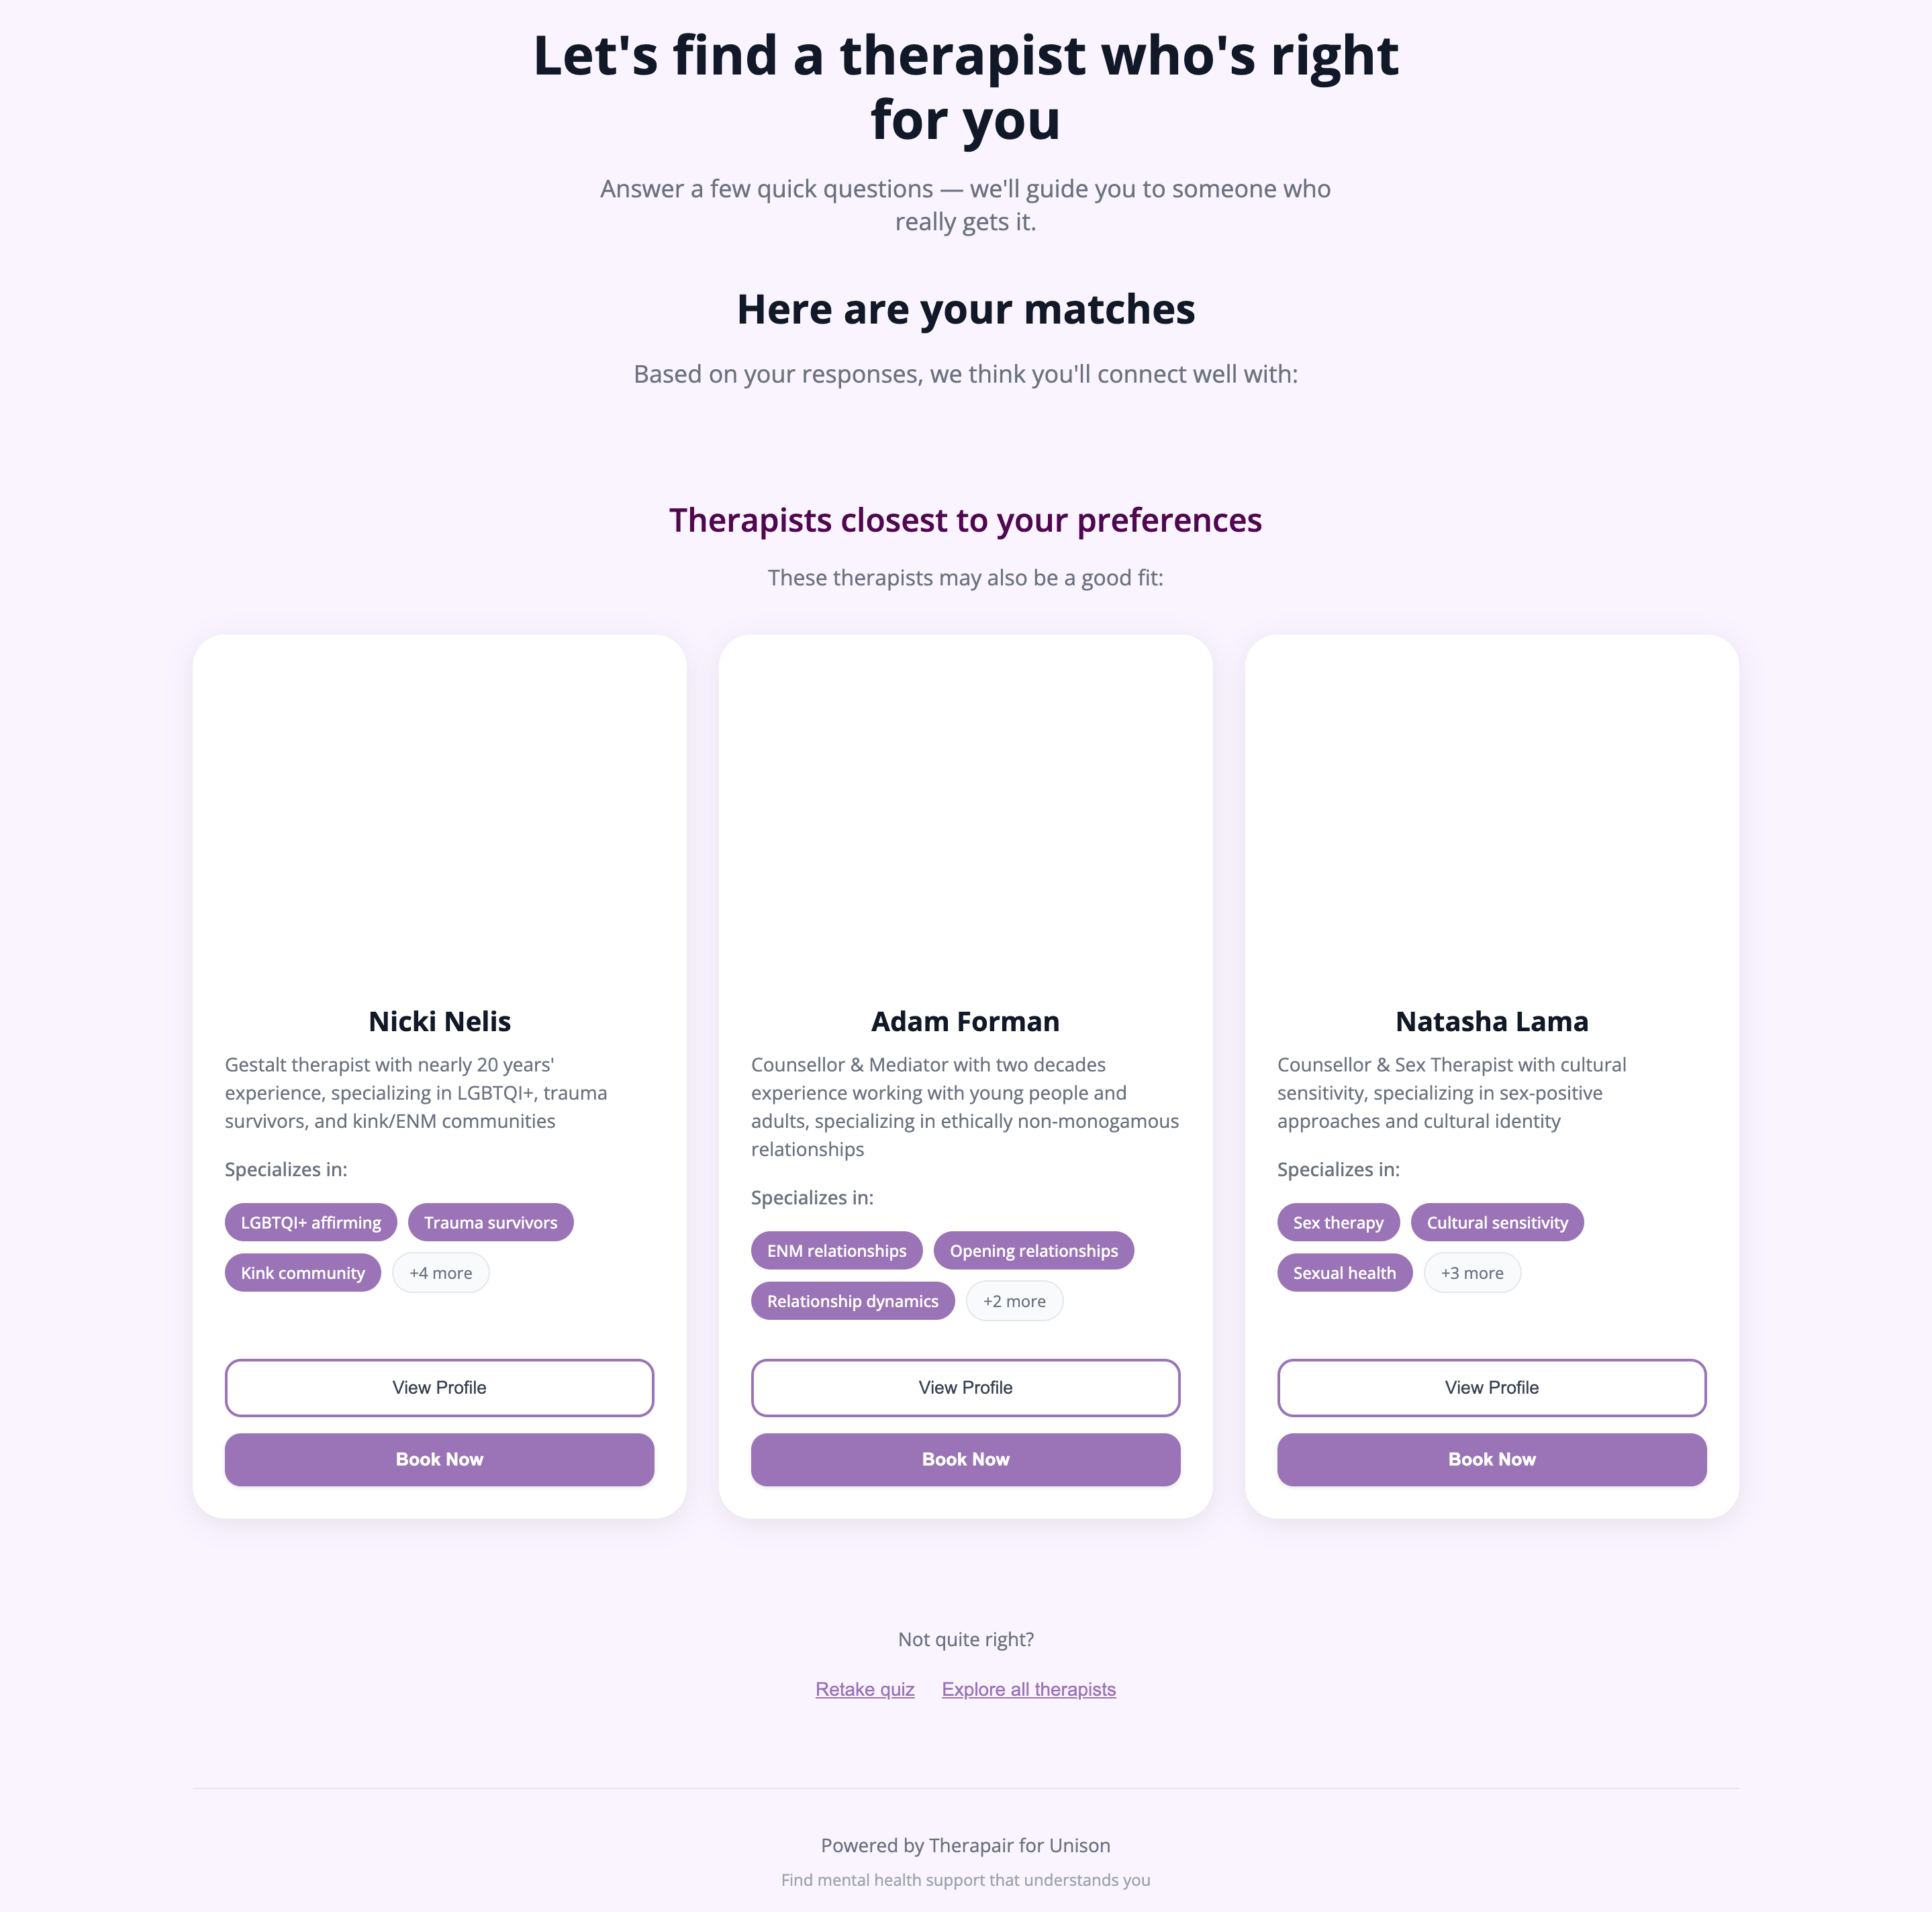 Let's find a therapist who's right
for you
Answer a few quick questions — we'll guide you to someone who
really gets it.
Here are your matches
Based on your responses, we think you'll connect well with:
Therapists closest to your preferences
These therapists may also be a good fit:
Nicki Nelis
Gestalt therapist with nearly 20 years'
experience, specializing in LGBTQI+, trauma
survivors, and kink/ENM communities
Specializes in:
LGBTQI+ affirming Trauma survivors
Kink community +4 more
View Profile
Book Now
Adam Forman
Counsellor & Mediator with two decades
experience working with young people and
adults, specializing in ethically non-monogamous
relationships
Specializes in:
ENM relationships Opening relationships
Relationship dynamics +2 more
View Profile
Book Now
Natasha Lama
Counsellor & Sex Therapist with cultural
sensitivity, specializing in sex-positive
approaches and cultural identity
Specializes in:
Sex therapy Cultural sensitivity
Sexual health +3 more
View Profile
Book Now
Not quite right?
Retake quiz Explore all therapists
Powered by Therapair for Unison
Find mental health support that understands you